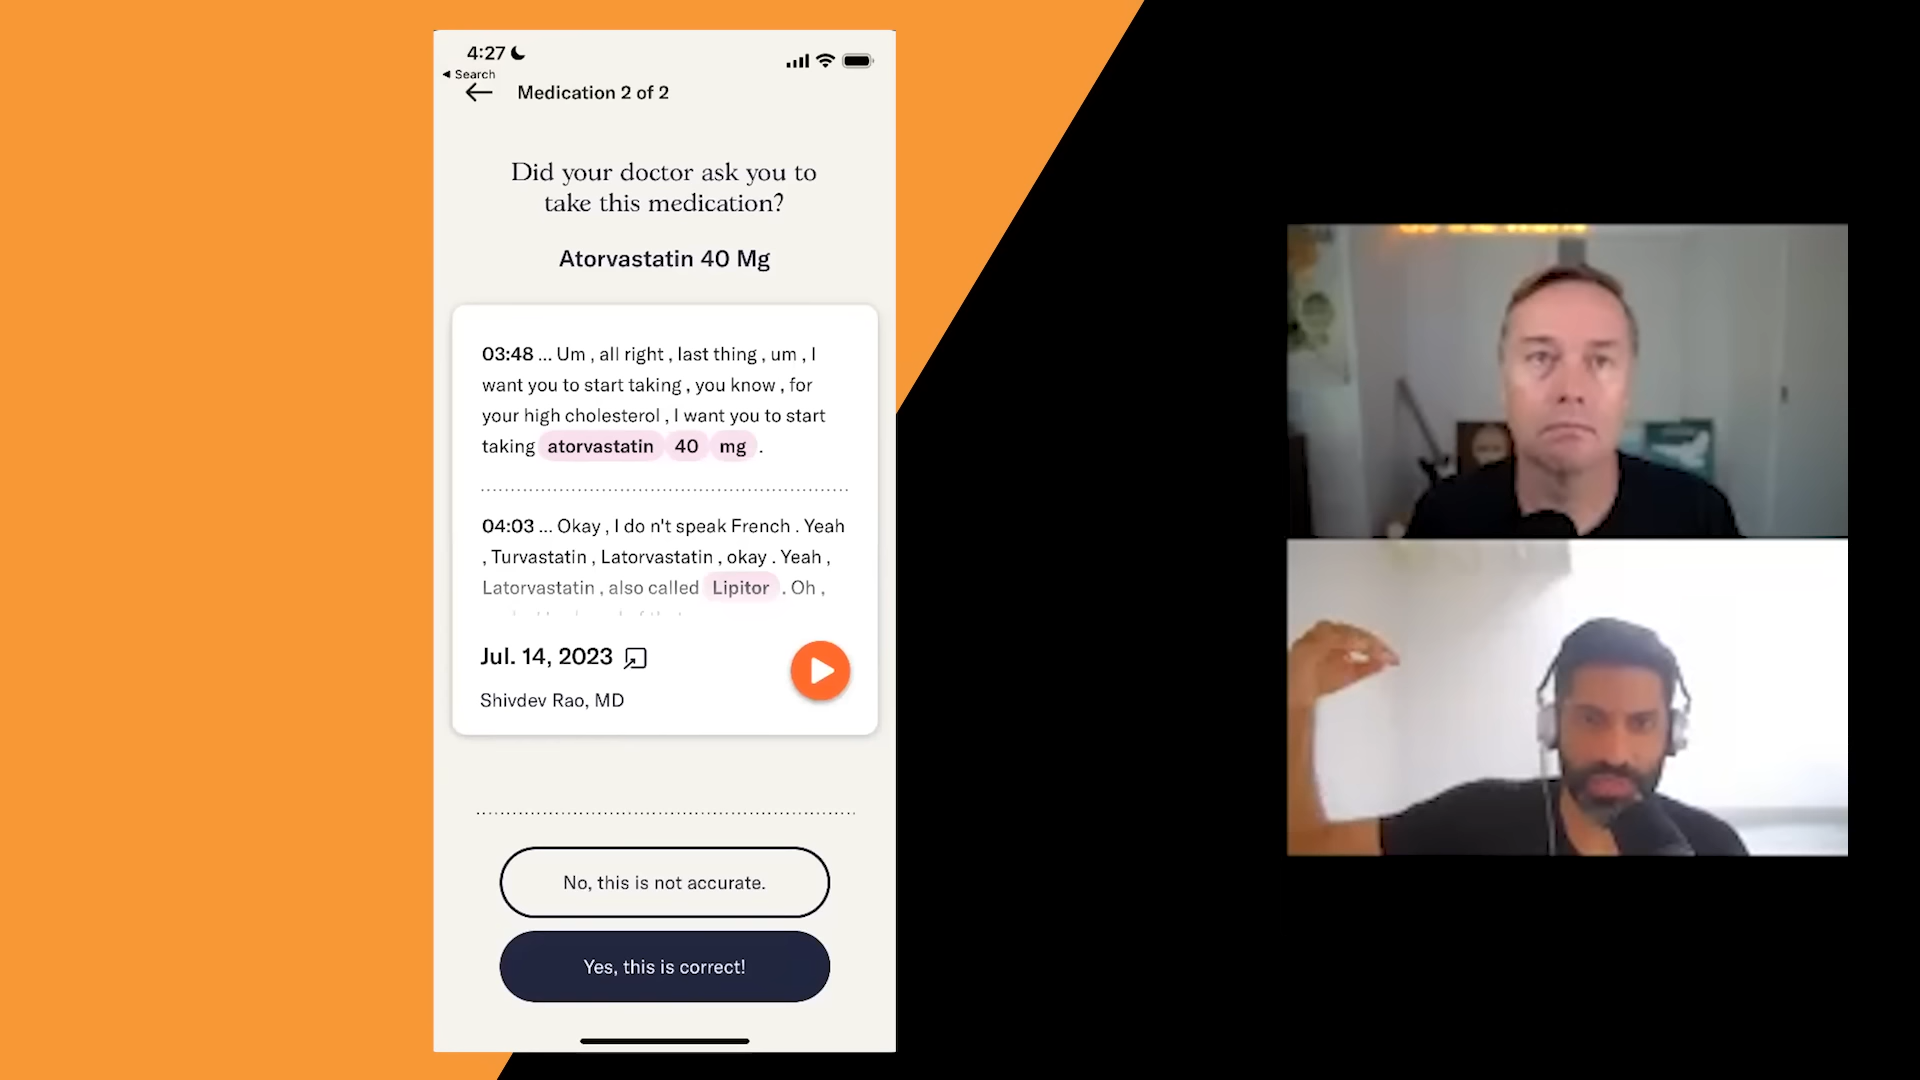 4:27
◄ Search
Medication 2 of 2
Did your doctor ask you to
take this medication?
Atorvastatin 40 Mg
03:48 ... Um , all right , last thing , um , I
want you to start taking , you know , for
your high cholesterol , I want you to start
taking atorvastatin 40 mg .
04:03 ... Okay , I do n't speak French . Yeah
, Turvastatin , Latorvastatin , okay . Yeah ,
Latorvastatin , also called Lipitor . Oh ,
Jul. 14, 2023
Shivdev Rao, MD
No, this is not accurate.
Yes, this is correct!